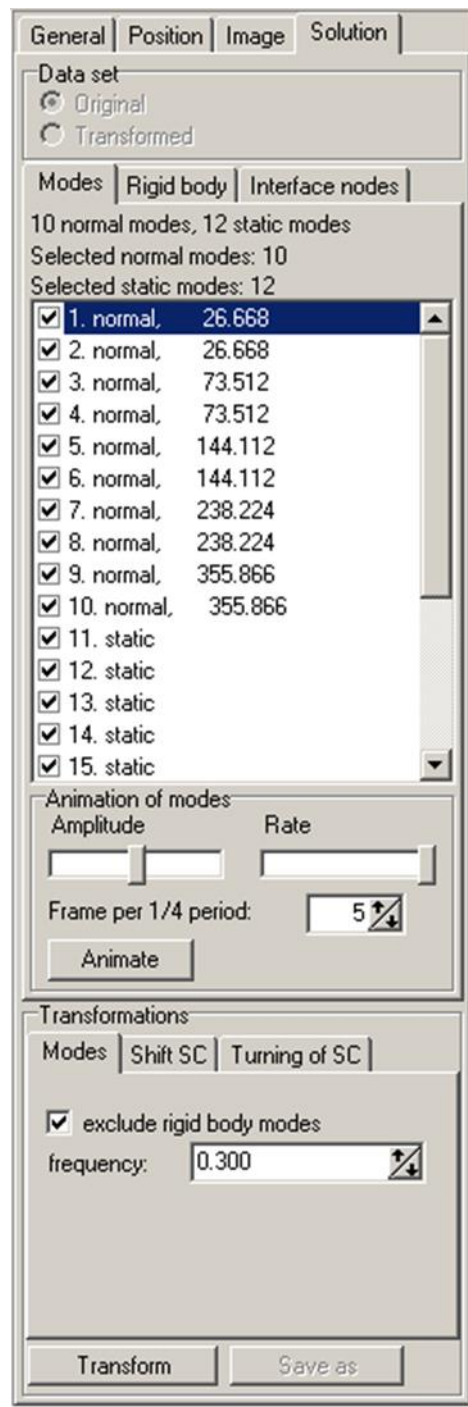 General Position Image Solution
Data set
Original
Transformed
Modes Rigid body Interface nodes
10 normal modes, 12 static modes
Selected normal modes: 10
Selected static modes: 12
1. normal, 26.668
2. normal, 26.668
3. normal, 73.512
4. normal, 73.512
5. normal, 144.112
6. normal, 144.112
7. normal, 238.224
8. normal, 238.224
9. normal, 355.866
10. normal, 355.866
11. static
12. static
13. static
14. static
15. static
Animation of modes
Amplitude Rate
Frame per 1/4 period: 5
Animate
Transformations
Modes Shift SC Turning of SC
exclude rigid body modes
frequency: 0.300
Transform Save as